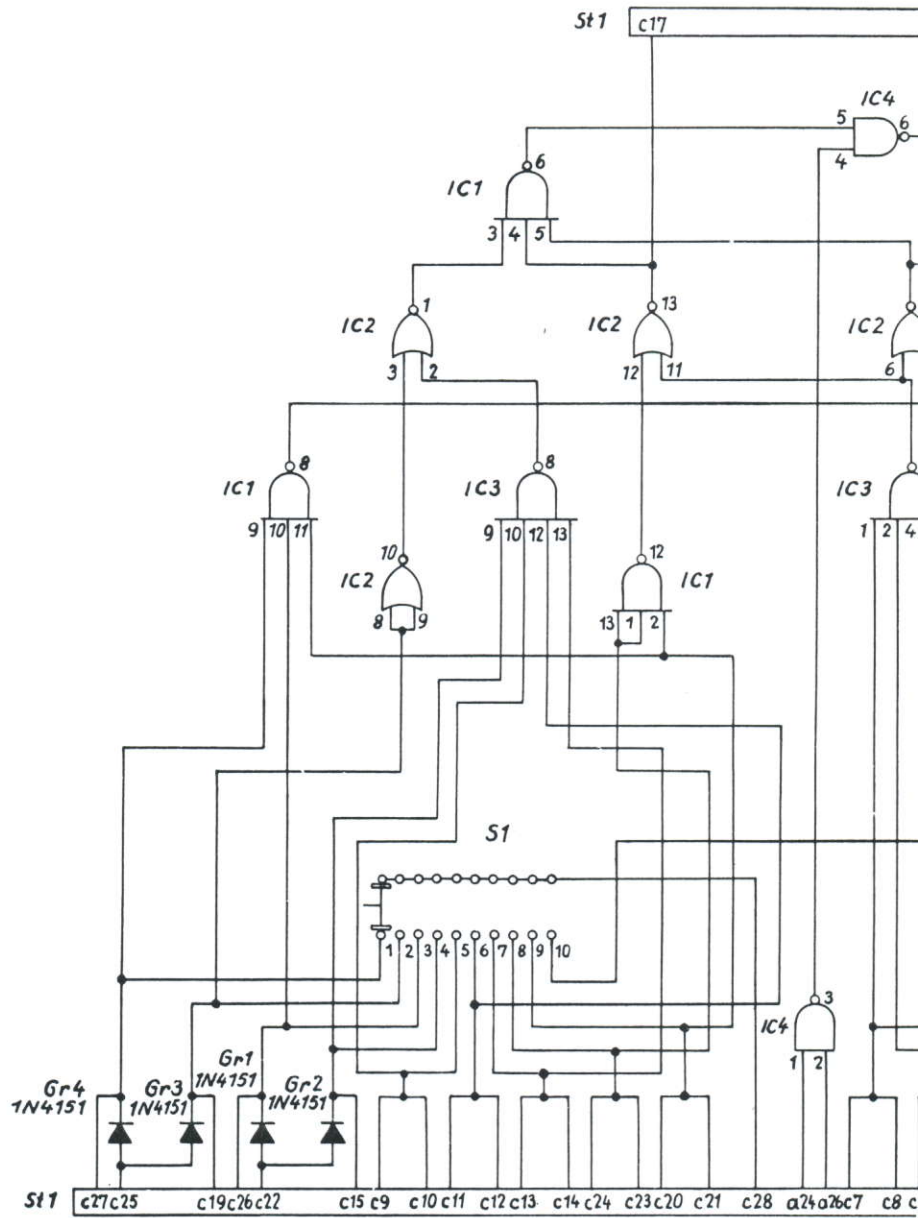 St1 c17
IC4 5 6
4
6
IC1
3 4 5
1 13
IC2 IC2 IC2
3 2 12 11 6
8 8
IC1 IC3 IC3
9 10 11 9 10 12 13 1 2 4
10 12
IC2 IC1
8 9 13 1 2
S1
1 2 3 4 5 6 7 8 9 10
3
IC4
1 2
Gr4 Gr3 Gr1 Gr2
1N4151 1N4151 1N4151 1N4151
St1 c27 c25 c19 c26 c22 c15 c9 c10 c11 c12 c13 c14 c24 c23 c20 c21 c28 a24 a26 c7 c8 c